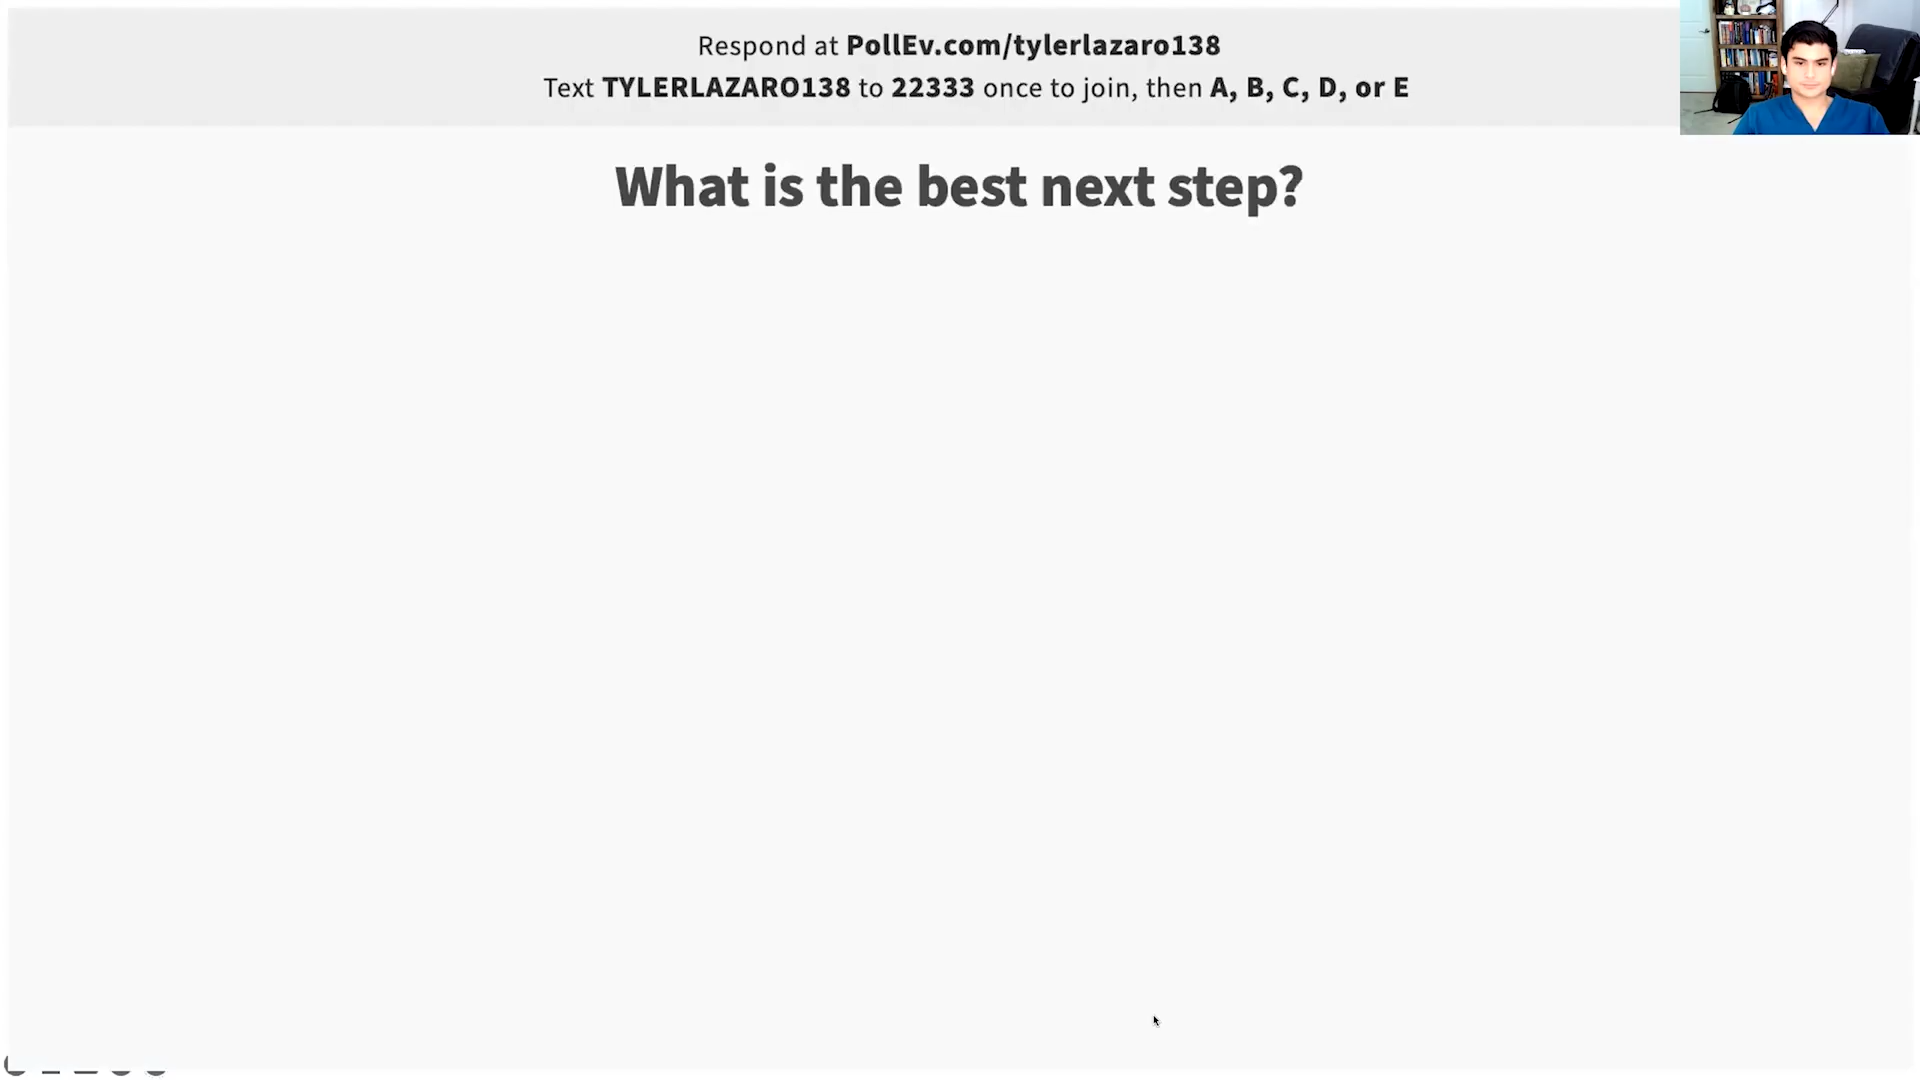 Respond at PollEv.com/tylerlazaro138
Text TYLERLAZARO138 to 22333 once to join, then A, B, C, D, or E
What is the best next step?